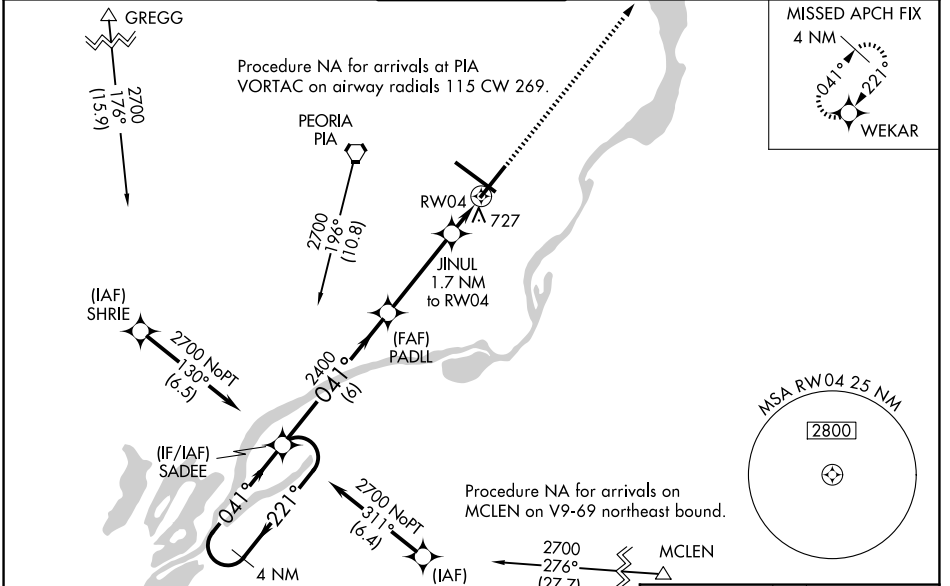 GREGG
2700
176°
(15.9)
Procedure NA for arrivals at PIA
VORTAC on airway radials 115 CW 269.
MISSED APCH FIX
4 NM
041°
221°
WEKAR
PEORIA
PIA
2700
196°
(10.8)
RW04
727
JINUL
1.7 NM
to RW04
(IAF)
SHRIE
2700 NoPT
130°
(6.5)
(FAF)
PADLL
2400
041°
(6)
MSA RW04 25 NM
2800
(IF/IAF)
SADEE
041°
221°
4 NM
2700 NoPT
311°
(6.4)
(IAF)
Procedure NA for arrivals on
MCLEN on V9-69 northeast bound.
2700
276°
(27.7)
MCLEN